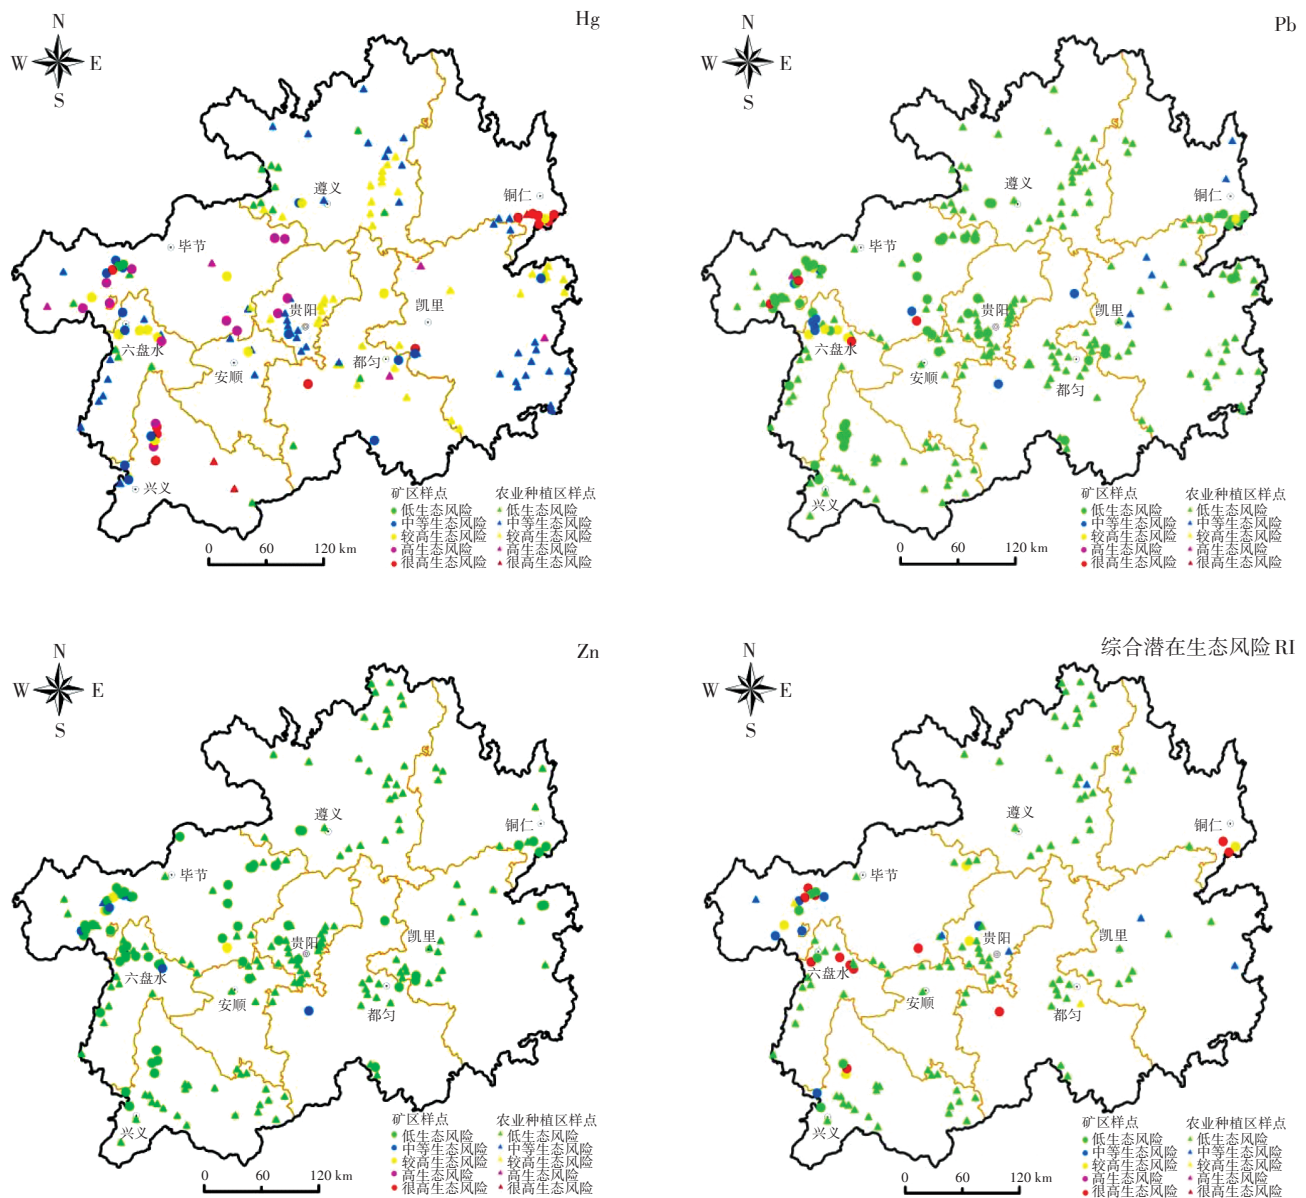 Hg
N
W E
S
遵义
铜仁
毕节
贵阳
凯里
六盘水
安顺
都匀
兴义
矿区样点 农业种植区样点
低生态风险 低生态风险
中等生态风险 中等生态风险
较高生态风险 较高生态风险
高生态风险 高生态风险
很高生态风险 很高生态风险
0 60 120 km
Pb
N
W E
S
遵义
铜仁
毕节
贵阳
凯里
六盘水
安顺
都匀
兴义
矿区样点 农业种植区样点
低生态风险 低生态风险
中等生态风险 中等生态风险
较高生态风险 较高生态风险
高生态风险 高生态风险
很高生态风险 很高生态风险
0 60 120 km
Zn
N
W E
S
遵义
铜仁
毕节
贵阳
凯里
六盘水
安顺
都匀
兴义
矿区样点 农业种植区样点
低生态风险 低生态风险
中等生态风险 中等生态风险
较高生态风险 较高生态风险
高生态风险 高生态风险
很高生态风险 很高生态风险
0 60 120 km
综合潜在生态风险 RI
N
W E
S
遵义
铜仁
毕节
贵阳
凯里
六盘水
安顺
都匀
兴义
矿区样点 农业种植区样点
低生态风险 低生态风险
中等生态风险 中等生态风险
较高生态风险 较高生态风险
高生态风险 高生态风险
很高生态风险 很高生态风险
0 60 120 km